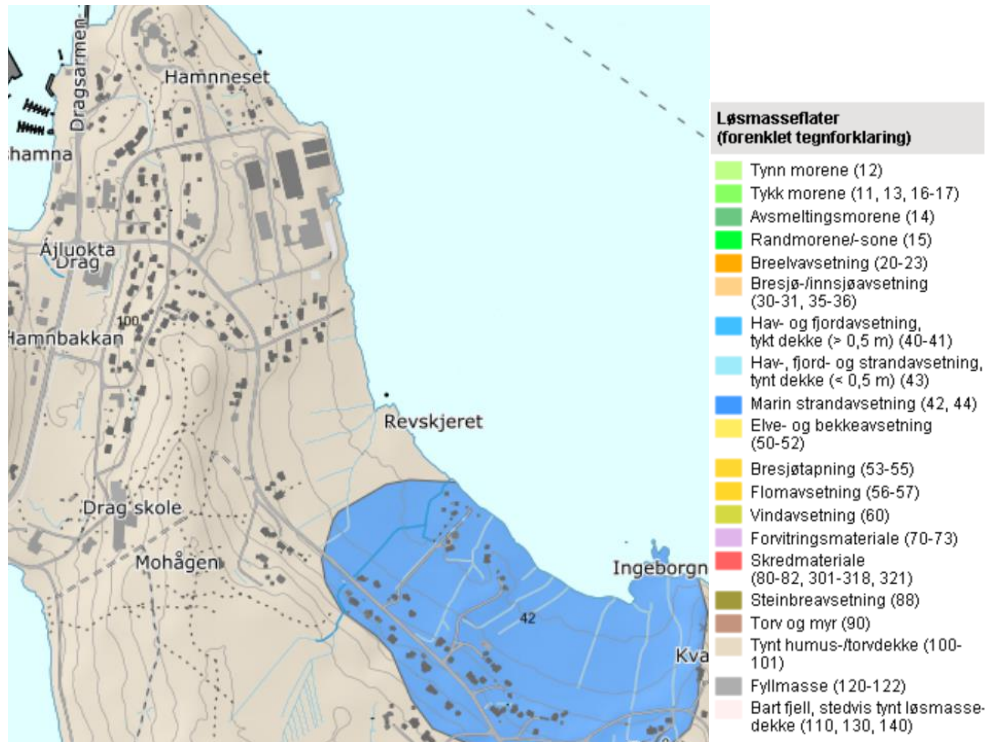 Dragsarmen
Hamnneset
shamna
Ájluokta
Drag
100
Hamnbakkan
Revskjeret
Drag skole
Mohågen
Ingeborgn
42
Kva
Løsmasseflater
(forenklet tegnforklaring)
Tynn morene (12)
Tykk morene (11, 13, 16-17)
Avsmeltingsmorene (14)
Randmorene/-sone (15)
Breelvavsetning (20-23)
Bresjø-/innsjøavsetning
(30-31, 35-36)
Hav- og fjordavsetning,
tykt dekke (> 0,5 m) (40-41)
Hav-, fjord- og strandavsetning,
tynt dekke (< 0,5 m) (43)
Marin strandavsetning (42, 44)
Elve- og bekkeavsetning
(50-52)
Bresjøtapning (53-55)
Flomavsetning (56-57)
Vindavsetning (60)
Forvitringsmateriale (70-73)
Skredmateriale
(80-82, 301-318, 321)
Steinbreavsetning (88)
Torv og myr (90)
Tynt humus-/torvdekke (100-
101)
Fyllmasse (120-122)
Bart fjell, stedvis tynt løsmasse-
dekke (110, 130, 140)